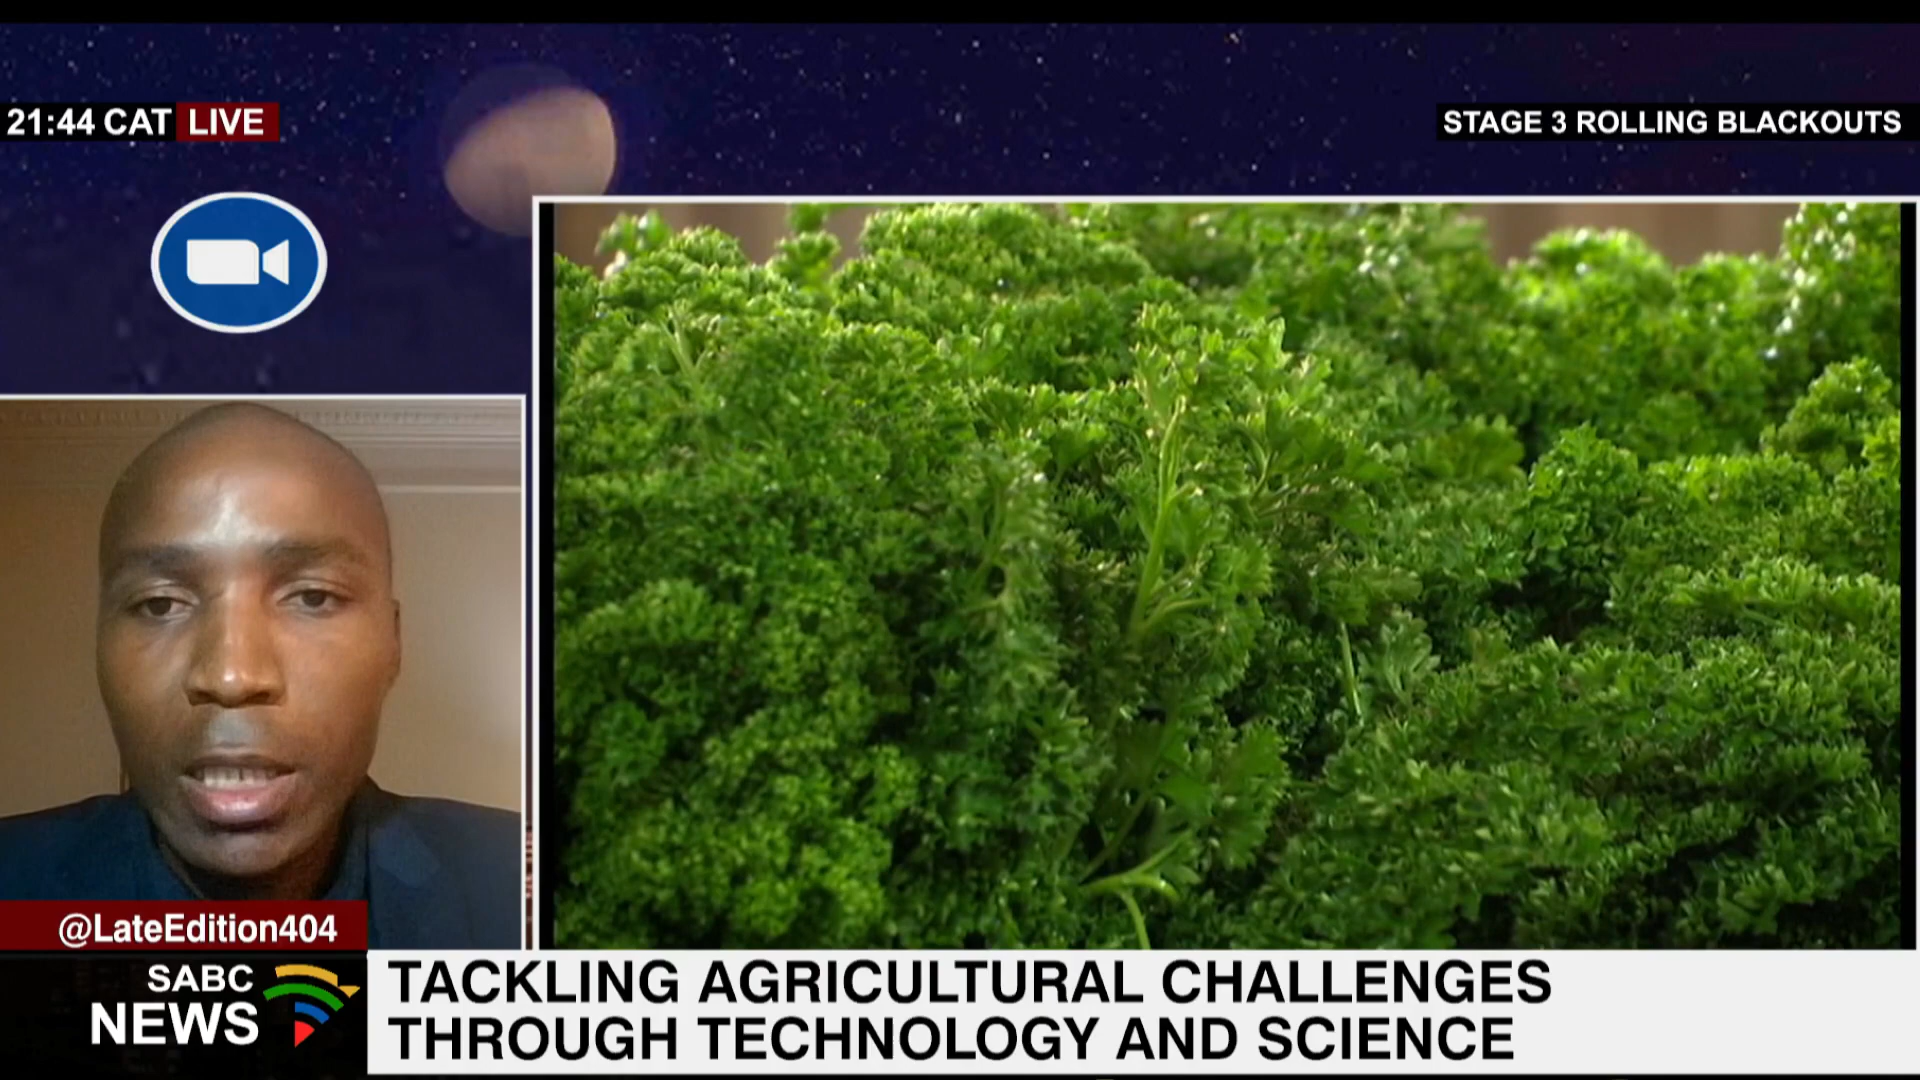 21:44 CAT LIVE
STAGE 3 ROLLING BLACKOUTS
@LateEdition404
SABC
NEWS
TACKLING AGRICULTURAL CHALLENGES
THROUGH TECHNOLOGY AND SCIENCE